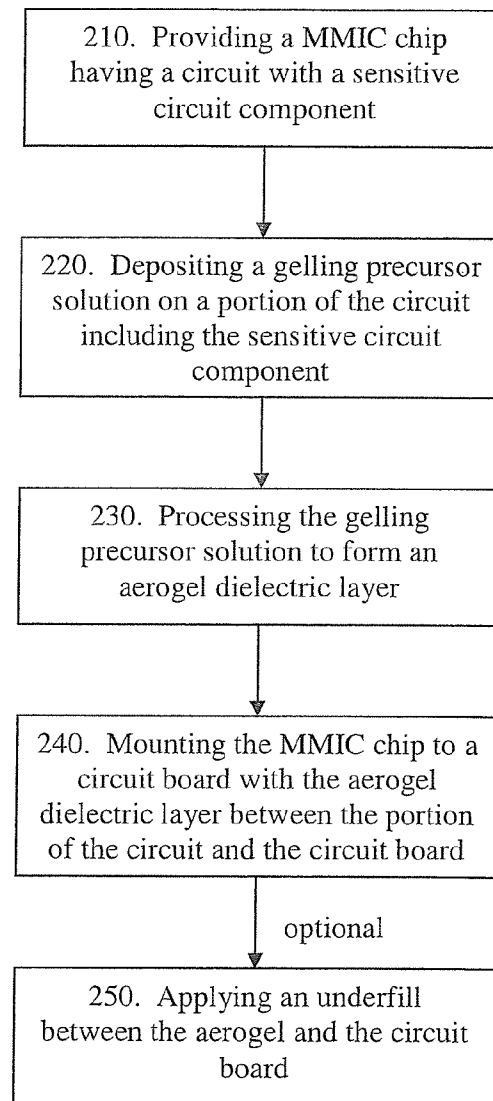 210. Providing a MMIC chip
having a circuit with a sensitive
circuit component
220. Depositing a gelling precursor
solution on a portion of the circuit
including the sensitive circuit
component
230. Processing the gelling
precursor solution to form an
aerogel dielectric layer
240. Mounting the MMIC chip to a
circuit board with the aerogel
dielectric layer between the portion
of the circuit and the circuit board
optional
250. Applying an underfill
between the aerogel and the circuit
board